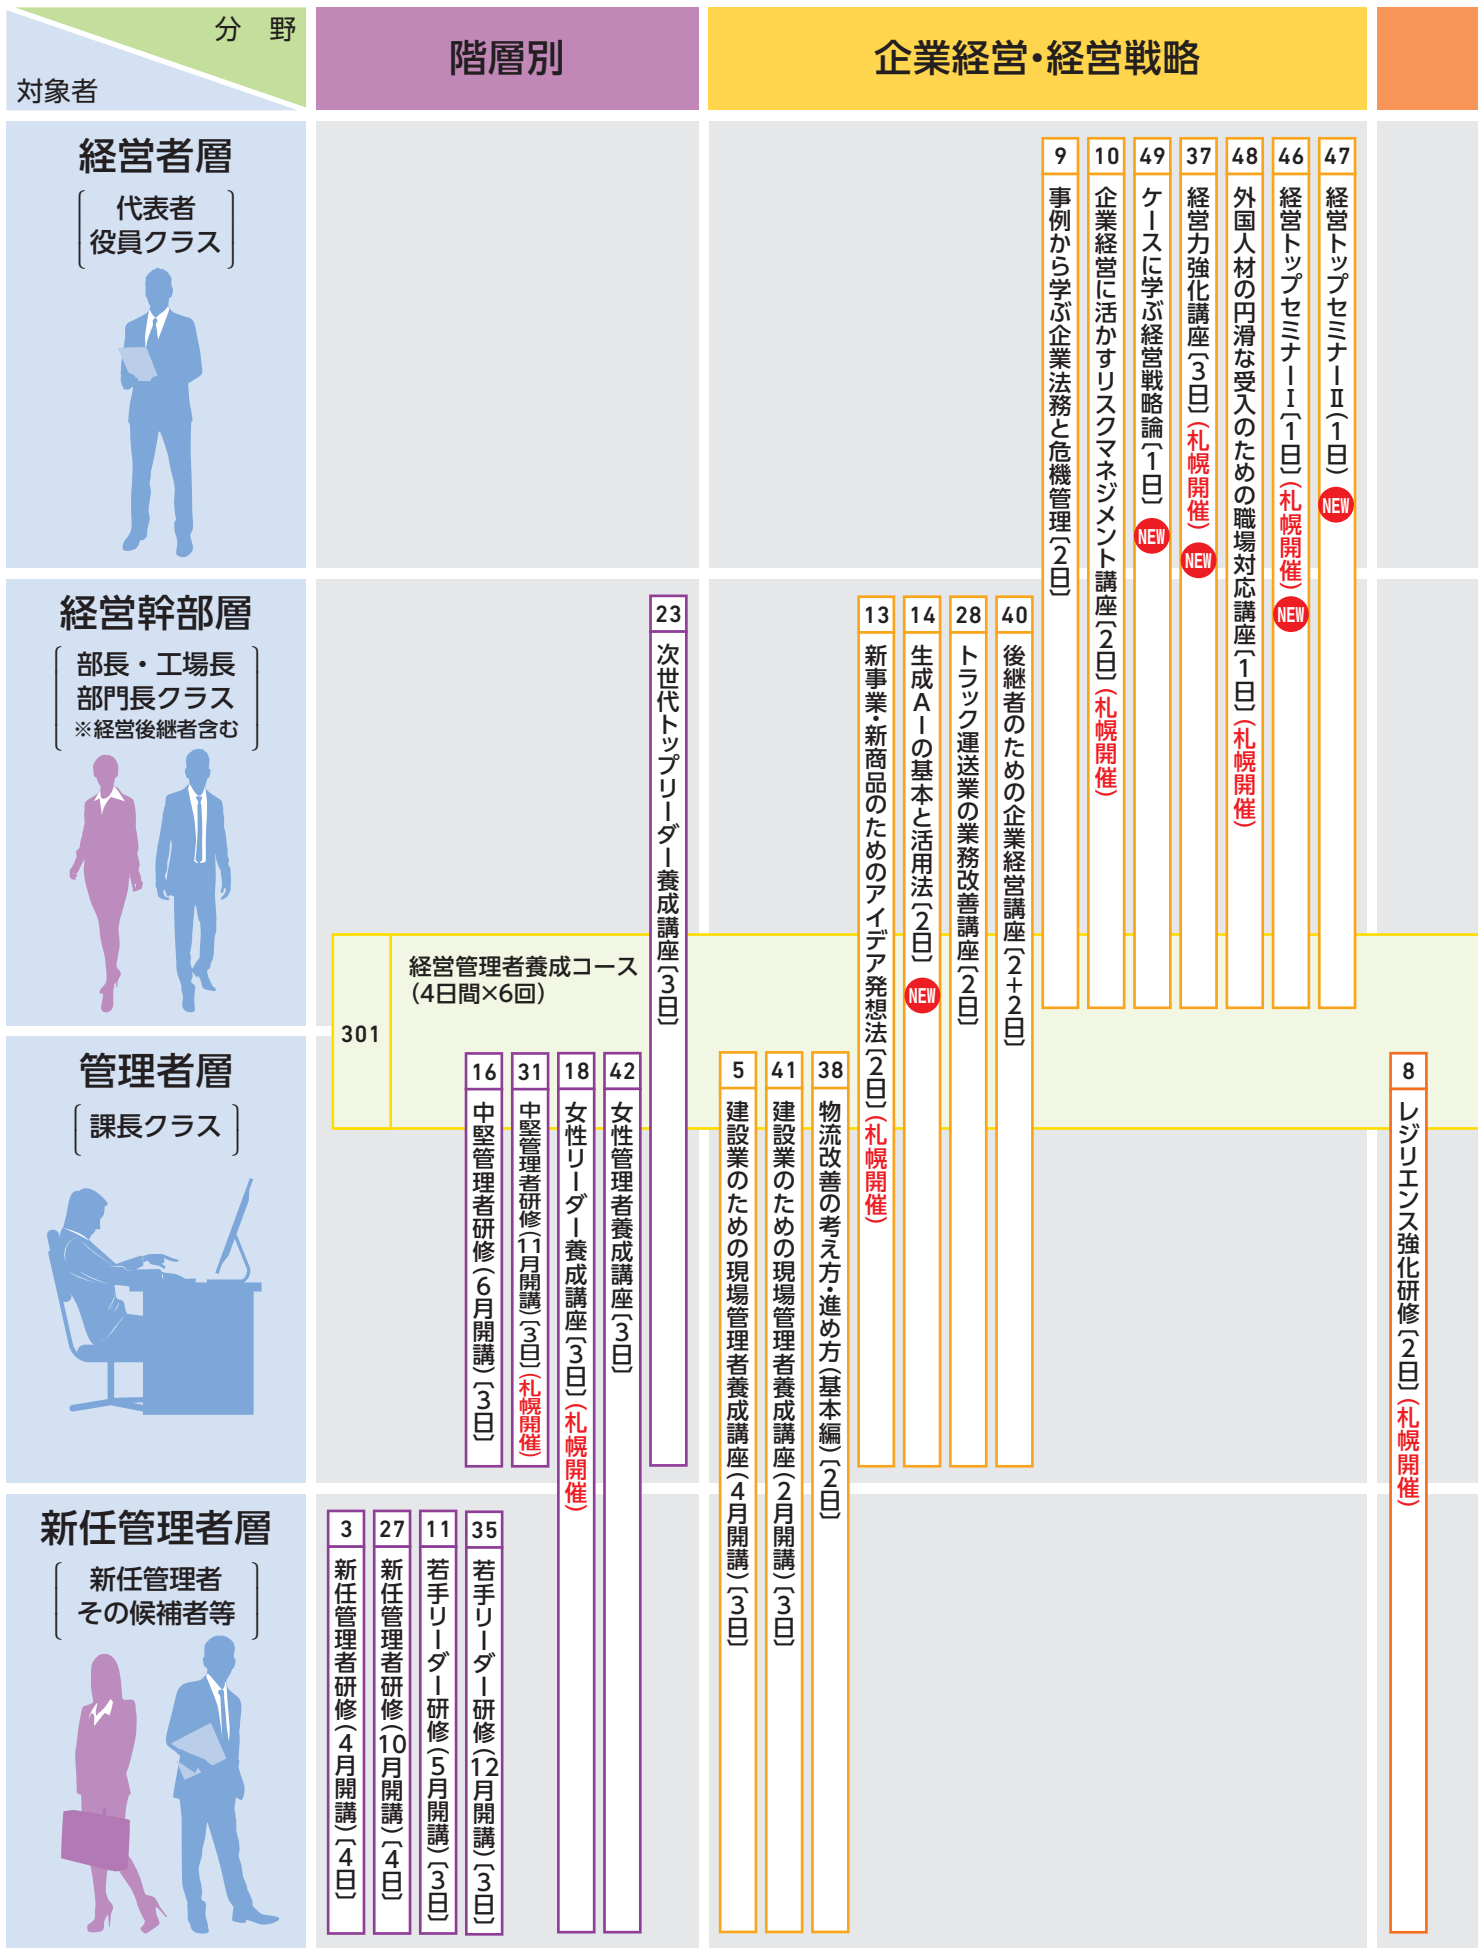 分　野
対象者
階層別
企業経営・経営戦略
経営者層
代表者
役員クラス
9
事例から学ぶ企業法務と危機管理〔2日〕
10
企業経営に活かすリスクマネジメント講座〔2日〕(札幌開催)
49
ケースに学ぶ経営戦略論〔1日〕
NEW
37
経営力強化講座〔3日〕(札幌開催)
NEW
48
外国人材の円滑な受入のための職場対応講座〔1日〕(札幌開催)
46
経営トップセミナーⅠ〔1日〕(札幌開催)
NEW
47
経営トップセミナーⅡ(1日)
NEW
経営幹部層
部長・工場長
部門長クラス
※経営後継者含む
23
次世代トップリーダー養成講座〔3日〕
13
新事業・新商品のためのアイデア発想法〔2日〕(札幌開催)
14
生成AIの基本と活用法〔2日〕
NEW
28
トラック運送業の業務改善講座〔2日〕
40
後継者のための企業経営講座〔2+2日〕
301
経営管理者養成コース
(4日間×6回)
管理者層
課長クラス
16
中堅管理者研修(6月開講)〔3日〕
31
中堅管理者研修(11月開講)〔3日〕(札幌開催)
18
女性リーダー養成講座〔3日〕(札幌開催)
42
女性管理者養成講座〔3日〕
5
建設業のための現場管理者養成講座(4月開講)〔3日〕
41
建設業のための現場管理者養成講座(2月開講)〔3日〕
38
物流改善の考え方・進め方(基本編)〔2日〕
8
レジリエンス強化研修〔2日〕(札幌開催)
新任管理者層
新任管理者
その候補者等
3
新任管理者研修(4月開講)〔4日〕
27
新任管理者研修(10月開講)〔4日〕
11
若手リーダー研修(5月開講)〔3日〕
35
若手リーダー研修(12月開講)〔3日〕